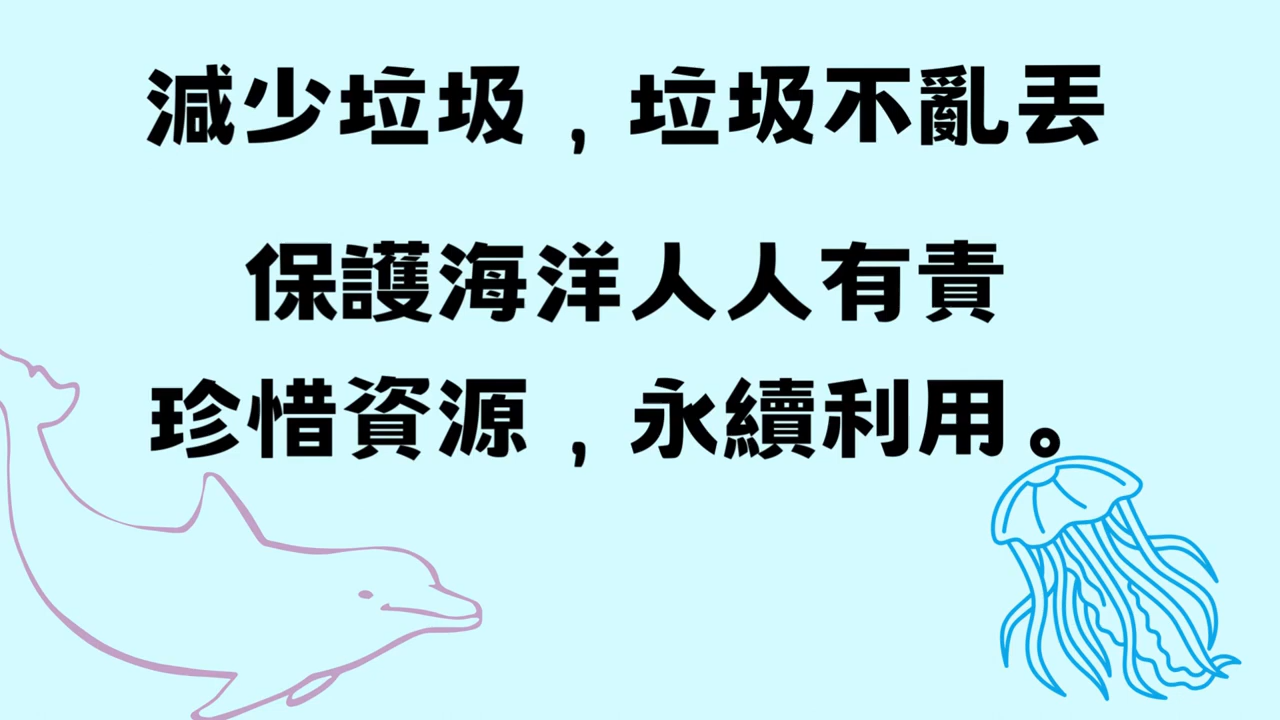 減少垃圾，垃圾不亂丟
保護海洋人人有責
珍惜資源，永續利用。